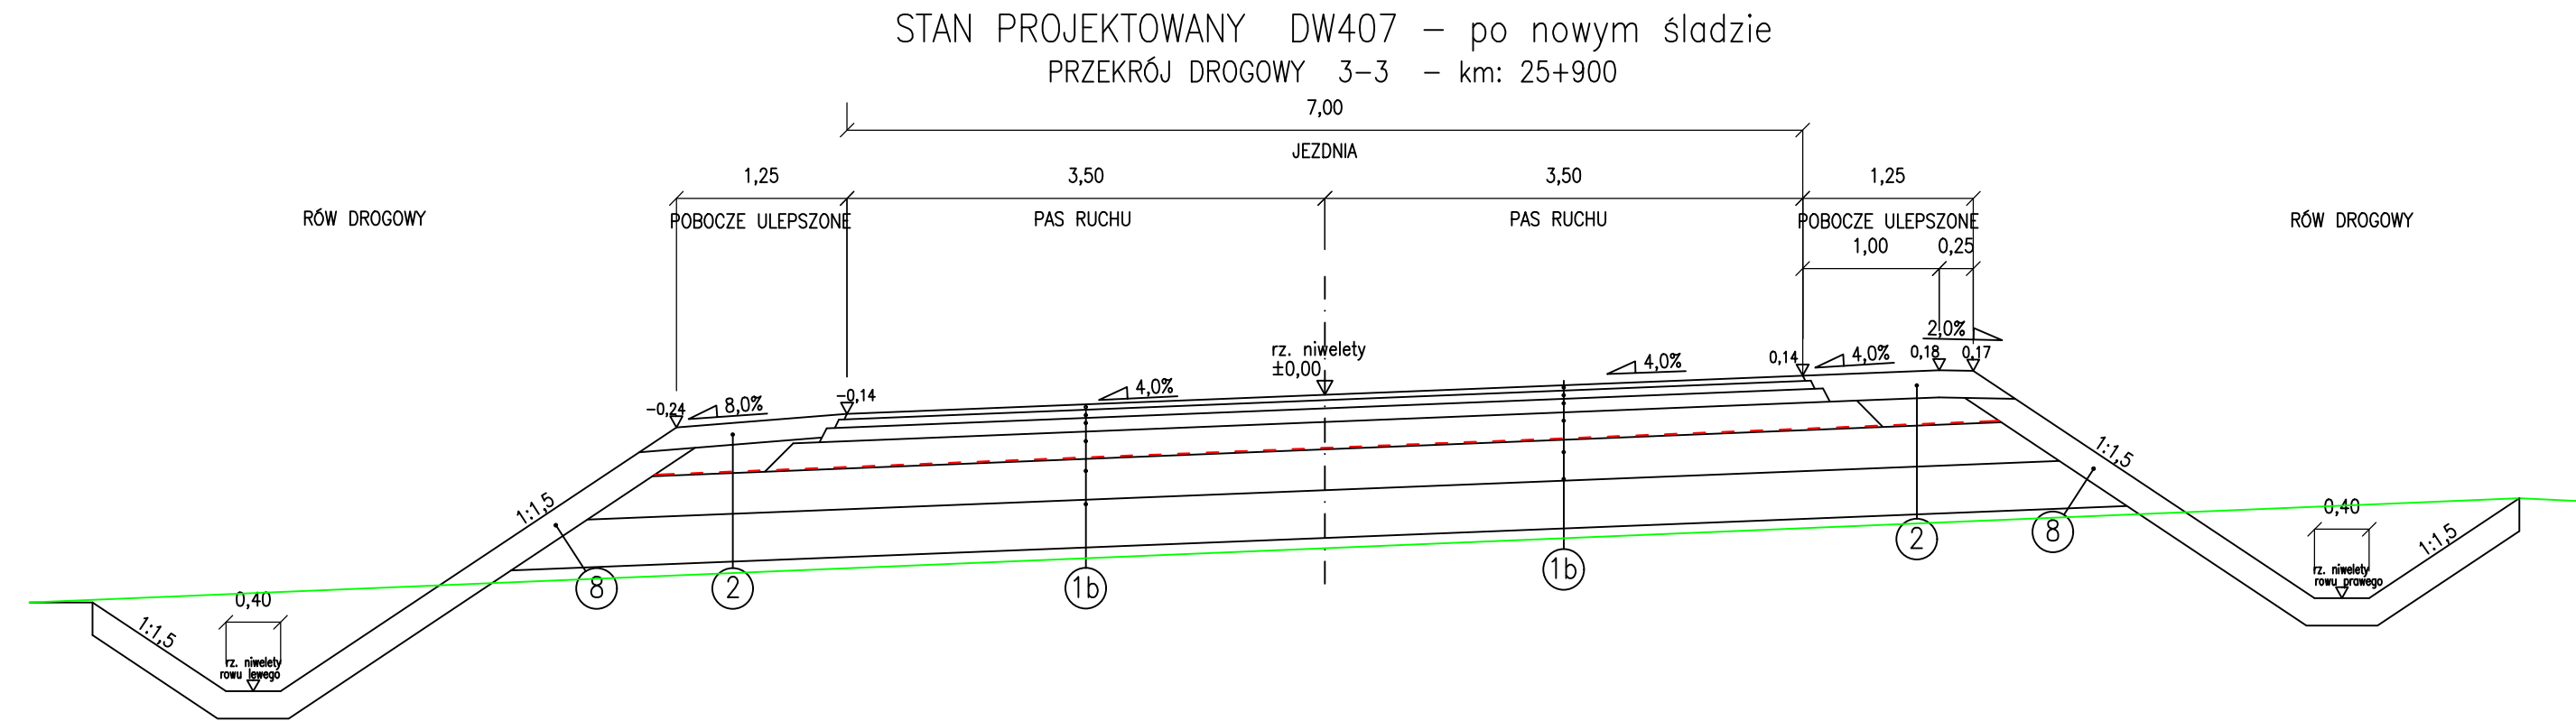 STAN PROJEKTOWANY DW407 – po nowym śladzie
PRZEKRÓJ DROGOWY 3-3 – km: 25+900
7,00
JEZDNIA
1,25 3,50 3,50 1,25
RÓW DROGOWY POBOCZE ULEPSZONE PAS RUCHU PAS RUCHU POBOCZE ULEPSZONE RÓW DROGOWY
1,00 0,25
2,0%
rz. niwelety
±0,00
0,14 4,0% 0,18 0,17
4,0%
4,0%
-0,24 8,0% -0,14
1:1,5
1:1,5
0,40
1:1,5
8 2 1b 1b 2 8
rz. niwelety
rowu prawego
0,40
1:1,5
rz. niwelety
rowu lewego